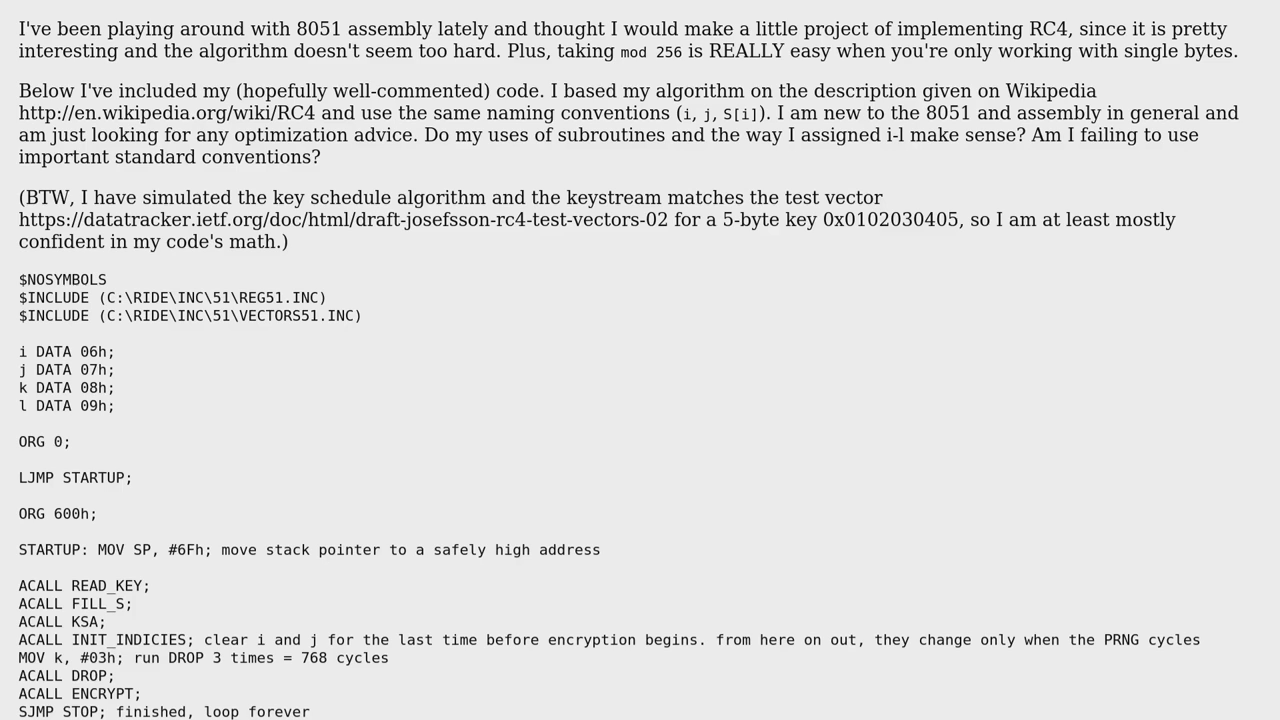 I've been playing around with 8051 assembly lately and thought I would make a little project of implementing RC4, since it is pretty
interesting and the algorithm doesn't seem too hard. Plus, taking mod 256 is REALLY easy when you're only working with single bytes.
Below I've included my (hopefully well-commented) code. I based my algorithm on the description given on Wikipedia
http://en.wikipedia.org/wiki/RC4 and use the same naming conventions (i, j, S[i]). I am new to the 8051 and assembly in general and
am just looking for any optimization advice. Do my uses of subroutines and the way I assigned i-l make sense? Am I failing to use
important standard conventions?
(BTW, I have simulated the key schedule algorithm and the keystream matches the test vector
https://datatracker.ietf.org/doc/html/draft-josefsson-rc4-test-vectors-02 for a 5-byte key 0x0102030405, so I am at least mostly
confident in my code's math.)
$NOSYMBOLS
$INCLUDE (C:\RIDE\INC\51\REG51.INC)
$INCLUDE (C:\RIDE\INC\51\VECTORS51.INC)
i DATA 06h;
j DATA 07h;
k DATA 08h;
l DATA 09h;
ORG 0;
LJMP STARTUP;
ORG 600h;
STARTUP: MOV SP, #6Fh; move stack pointer to a safely high address
ACALL READ_KEY;
ACALL FILL_S;
ACALL KSA;
ACALL INIT_INDICIES; clear i and j for the last time before encryption begins. from here on out, they change only when the PRNG cycles
MOV k, #03h; run DROP 3 times = 768 cycles
ACALL DROP;
ACALL ENCRYPT;
SJMP STOP; finished, loop forever